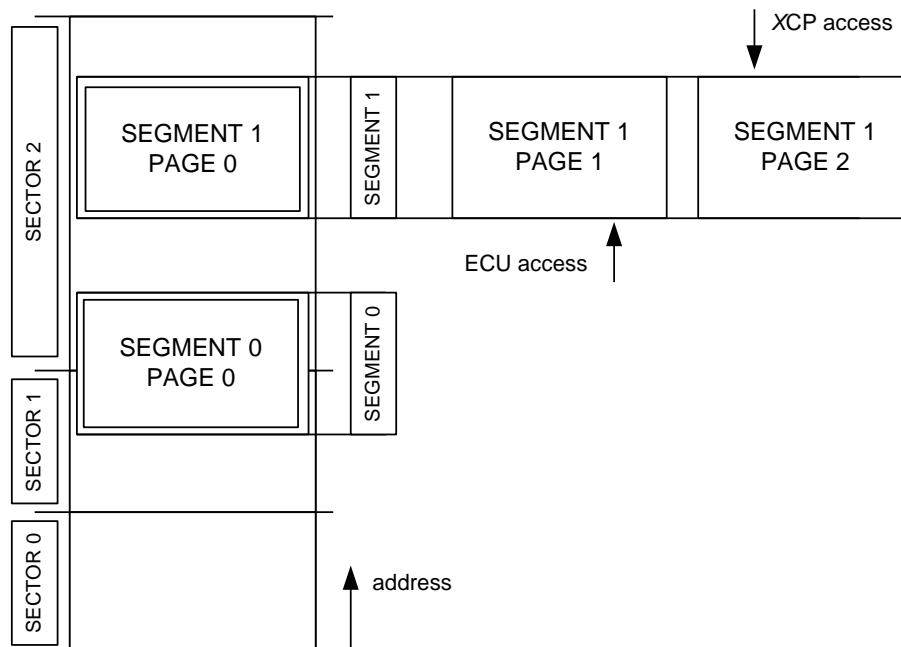 XCP access
SECTOR 2
SEGMENT 1
PAGE 0
SEGMENT 1
SEGMENT 1
PAGE 1
SEGMENT 1
PAGE 2
ECU access
SEGMENT 0
PAGE 0
SEGMENT 0
SECTOR 1
SECTOR 0
address